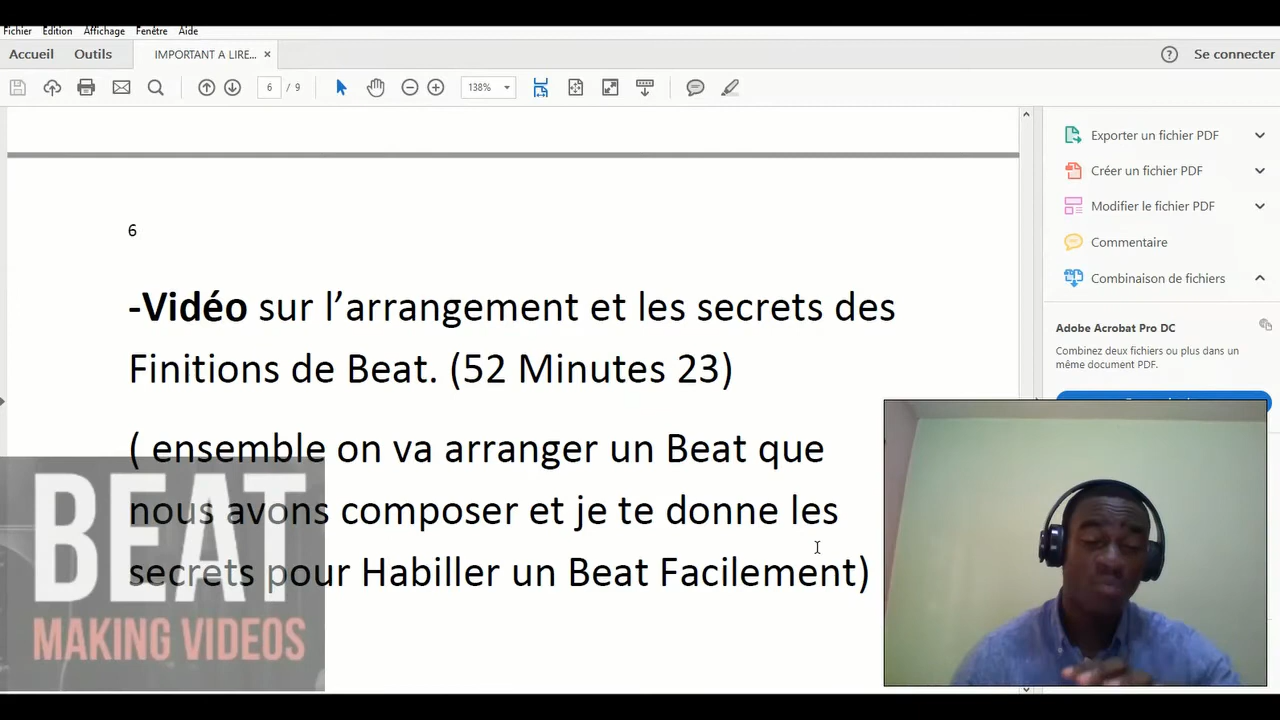 Fichier Edition Affichage Fenêtre Aide
Accueil Outils IMPORTANT A LIRE... × Se connecter
6 / 9 138%
6
-Vidéo sur l’arrangement et les secrets des
Finitions de Beat. (52 Minutes 23)
( ensemble on va arranger un Beat que
nous avons composer et je te donne les
secrets pour Habiller un Beat Facilement)
BEAT
MAKING VIDEOS
Exporter un fichier PDF
Créer un fichier PDF
Modifier le fichier PDF
Commentaire
Combinaison de fichiers
Adobe Acrobat Pro DC
Combinez deux fichiers ou plus dans un
même document PDF.